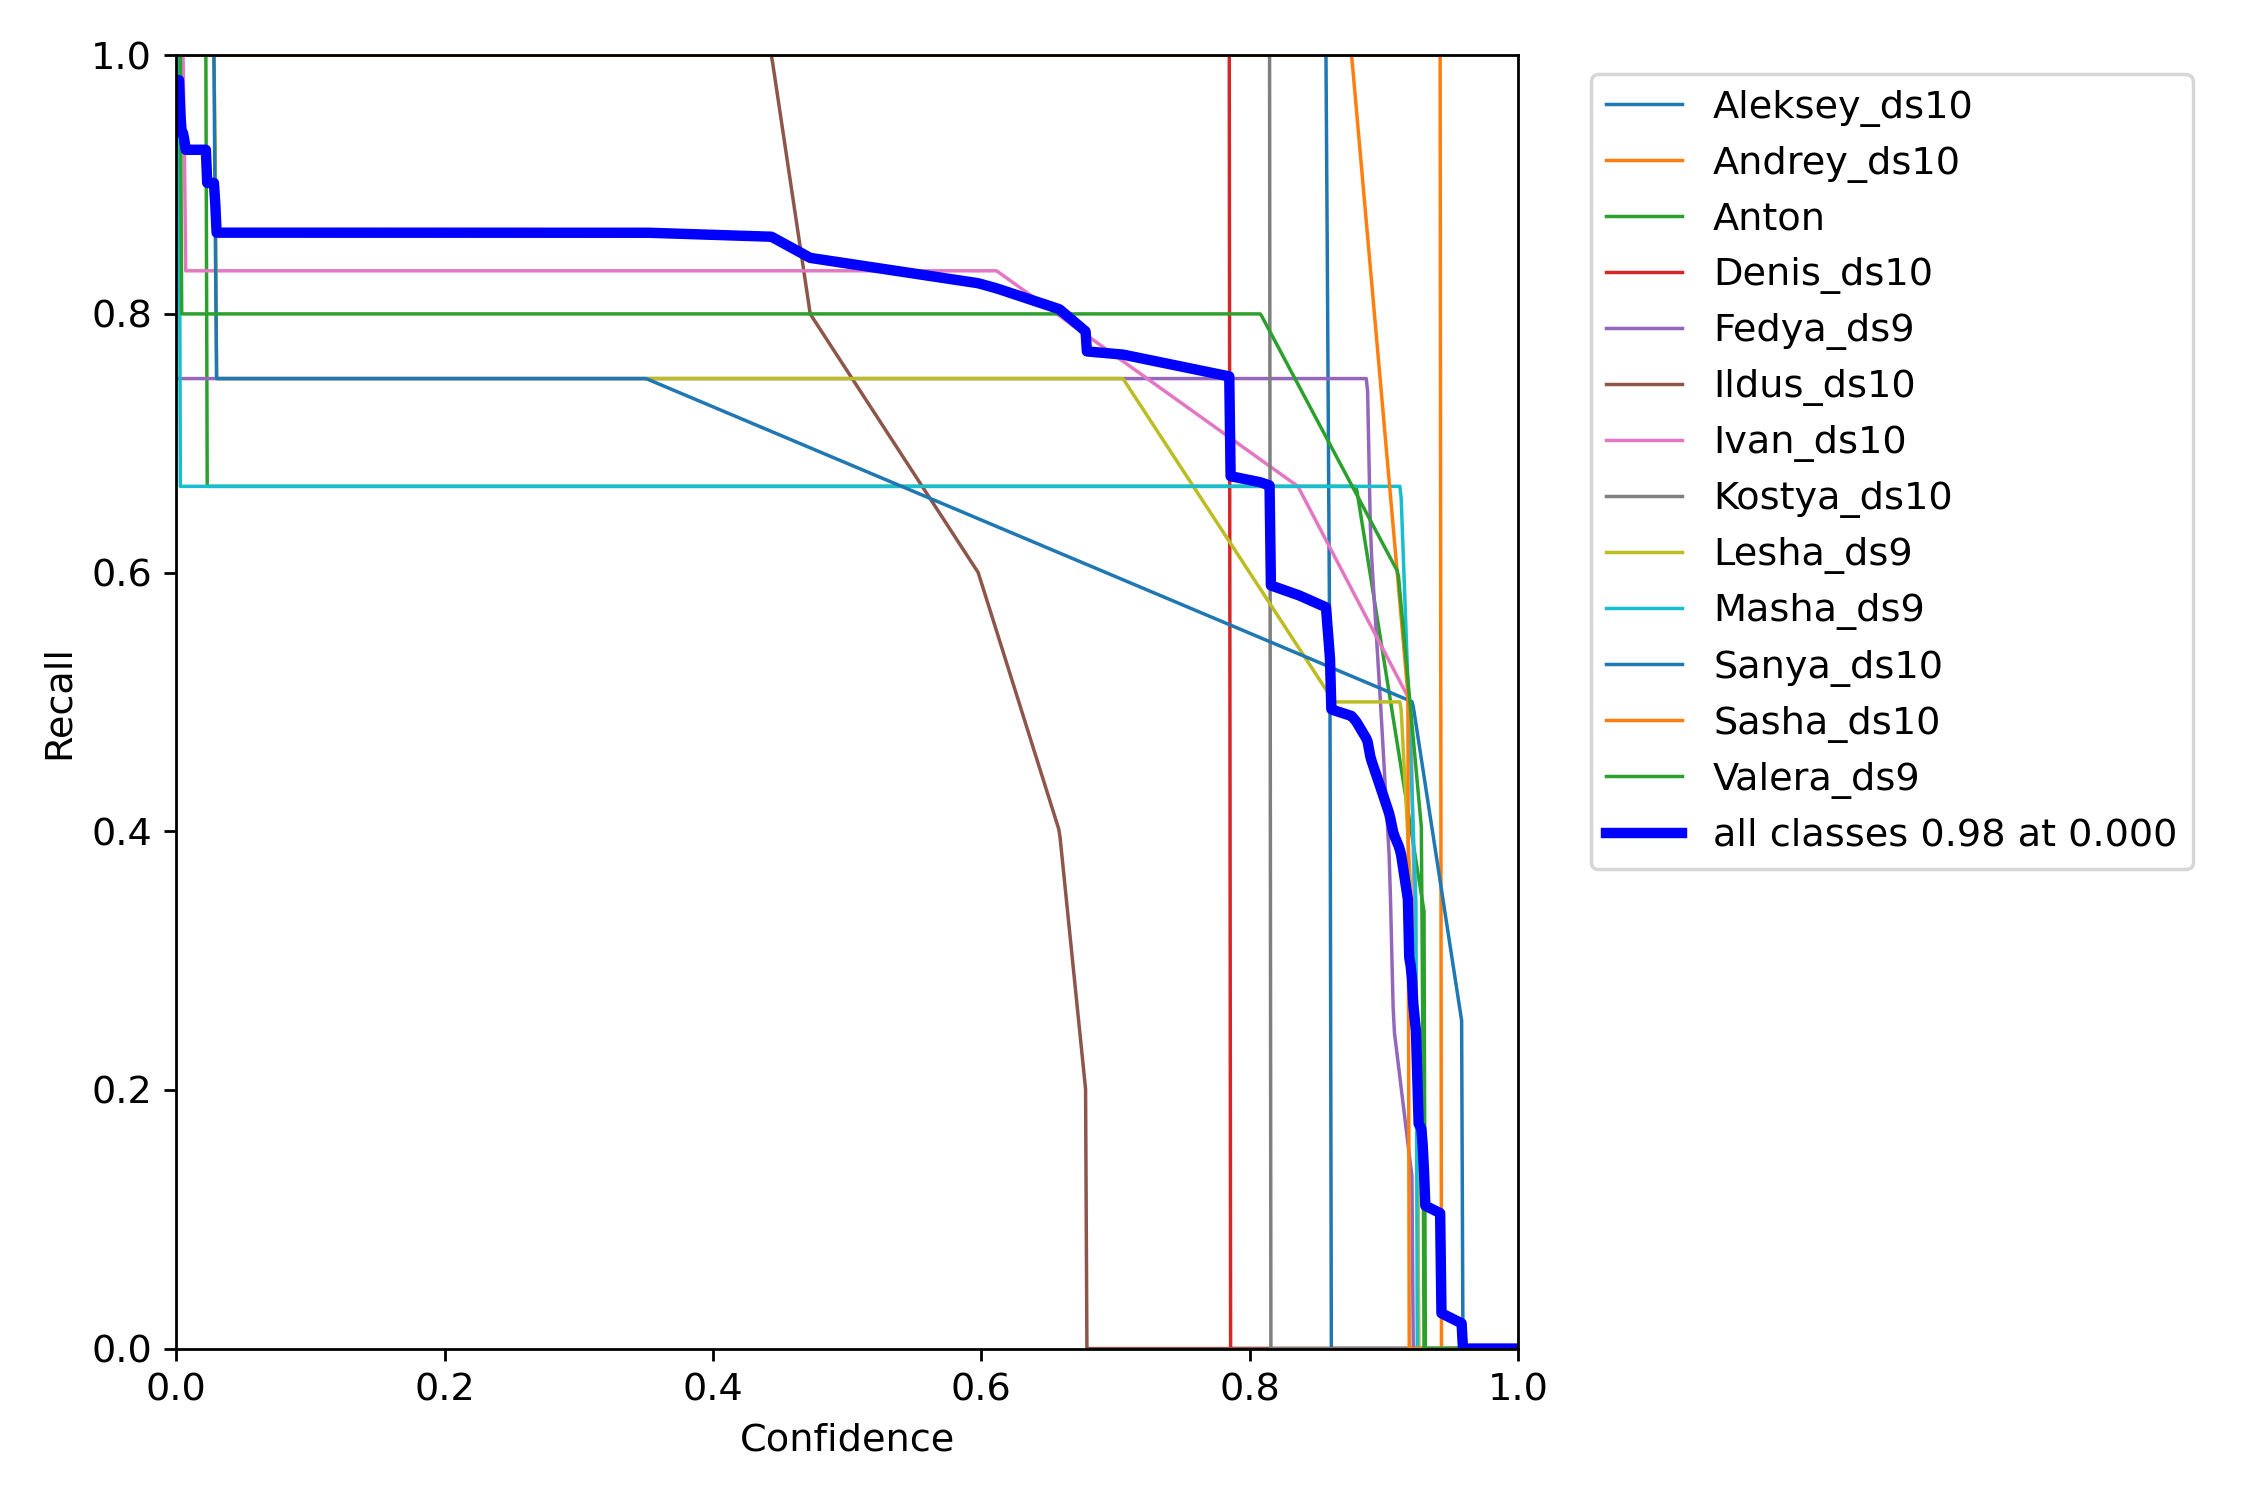 1.0
0.8
0.6
0.4
0.2
0.0
Recall
0.0 0.2 0.4 0.6 0.8 1.0
Confidence
Aleksey_ds10
Andrey_ds10
Anton
Denis_ds10
Fedya_ds9
Ildus_ds10
Ivan_ds10
Kostya_ds10
Lesha_ds9
Masha_ds9
Sanya_ds10
Sasha_ds10
Valera_ds9
all classes 0.98 at 0.000